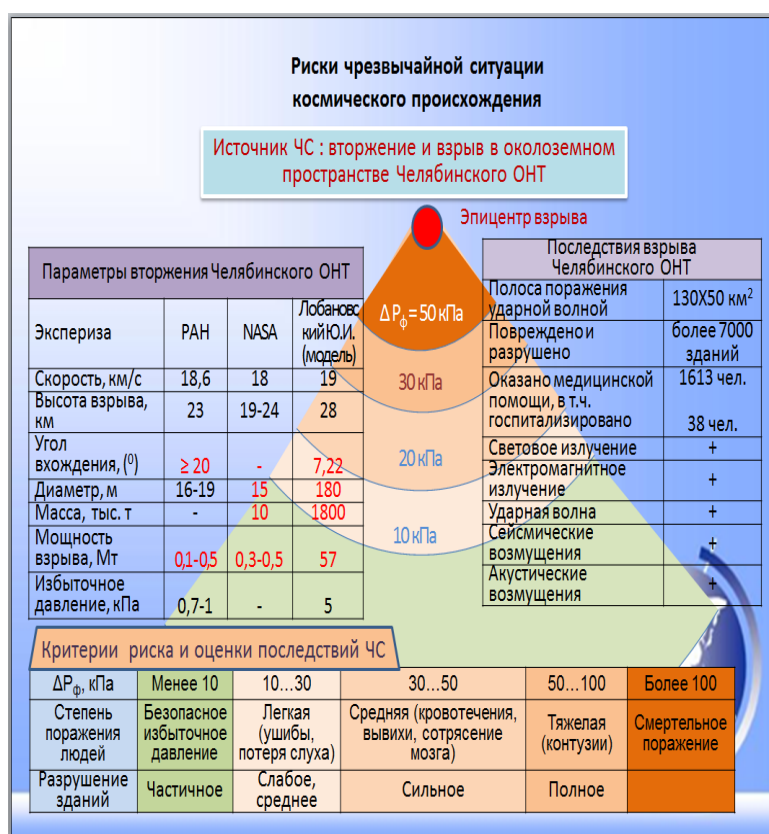 Риски чрезвычайной ситуации
космического происхождения
Источник ЧС : вторжение и взрыв в околоземном
пространстве Челябинского ОНТ
Эпицентр взрыва
Δ Рф = 50 кПа
30 кПа
20 кПа
10 кПа
Параметры вторжения Челябинского ОНТ
Экспериза РАН NASA Лобановс
кий Ю.И.
(модель)
Скорость, км/с 18,6 18 19
Высота взрыва,
км 23 19-24 28
Угол
вхождения, (⁰) ≥ 20 - 7,22
Диаметр, м 16-19 15 180
Масса, тыс. т - 10 1800
Мощность
взрыва, Мт 0,1-0,5 0,3-0,5 57
Избыточное
давление, кПа 0,7-1 - 5
Последствия взрыва
Челябинского ОНТ
Полоса поражения
ударной волной 130Х50 км²
Повреждено и
разрушено более 7000
зданий
Оказано медицинской
помощи, в т.ч.
госпитализировано 1613 чел.
38 чел.
Световое излучение +
Электромагнитное
излучение +
Ударная волна +
Сейсмические
возмущения +
Акустические
возмущения +
Критерии риска и оценки последствий ЧС
ΔРф, кПа Менее 10 10...30 30...50 50...100 Более 100
Степень
поражения
людей Безопасное
избыточное
давление Легкая
(ушибы,
потеря слуха) Средняя (кровотечения,
вывихи, сотрясение
мозга) Тяжелая
(контузии) Смертельное
поражение
Разрушение
зданий Частичное Слабое,
среднее Сильное Полное